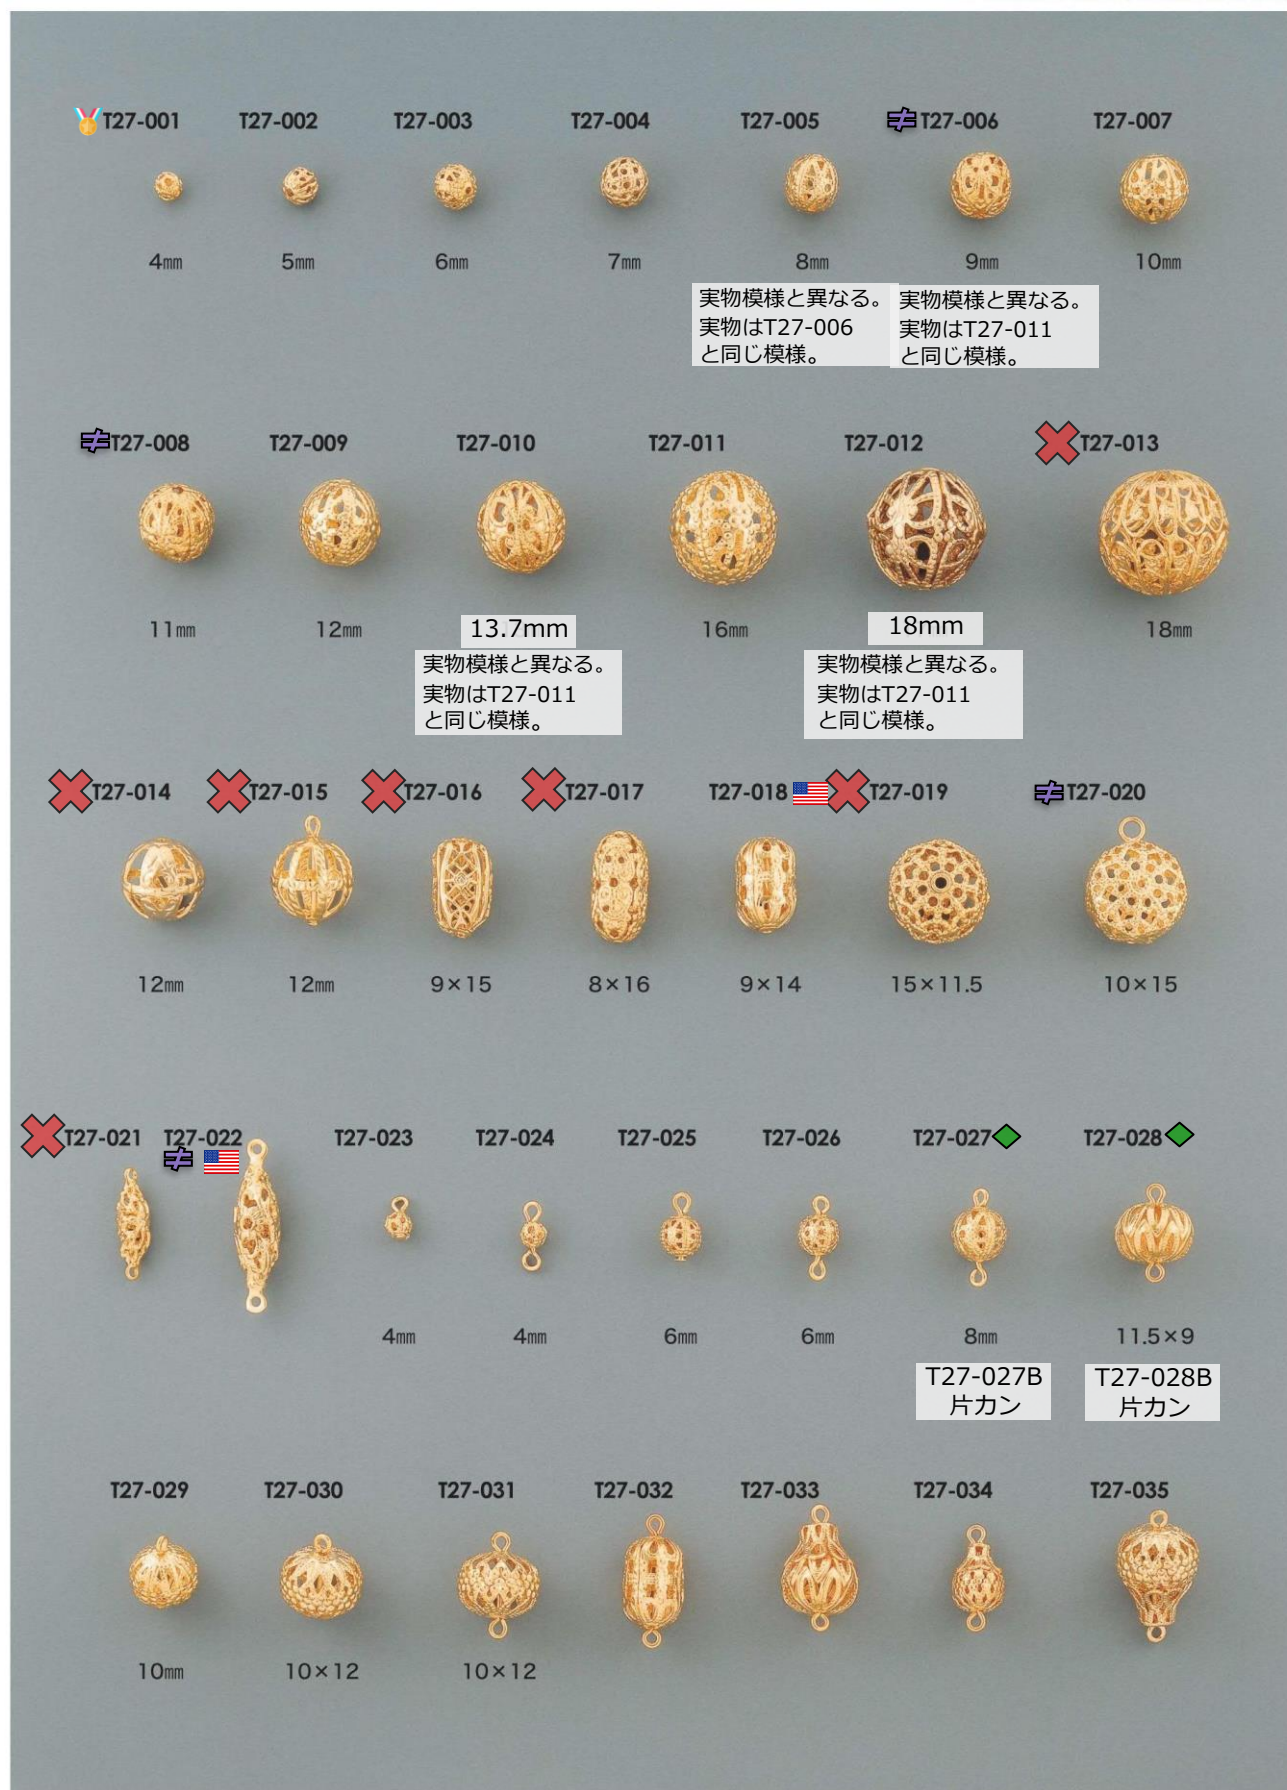 T27-001 T27-002 T27-003 T27-004 T27-005 ≠T27-006 T27-007
4mm 5mm 6mm 7mm 8mm 9mm 10mm
実物模様と異なる。
実物はT27-006
と同じ模様。
実物模様と異なる。
実物はT27-011
と同じ模様。
≠T27-008 T27-009 T27-010 T27-011 T27-012 T27-013
11mm 12mm 13.7mm 16mm 18mm 18mm
実物模様と異なる。
実物はT27-011
と同じ模様。
実物模様と異なる。
実物はT27-011
と同じ模様。
T27-014 T27-015 T27-016 T27-017 T27-018 T27-019 ≠T27-020
12mm 12mm 9×15 8×16 9×14 15×11.5 10×15
T27-021 T27-022 T27-023 T27-024 T27-025 T27-026 T27-027 T27-028
≠
4mm 4mm 6mm 6mm 8mm 11.5×9
T27-027B
片カン
T27-028B
片カン
T27-029 T27-030 T27-031 T27-032 T27-033 T27-034 T27-035
10mm 10×12 10×12